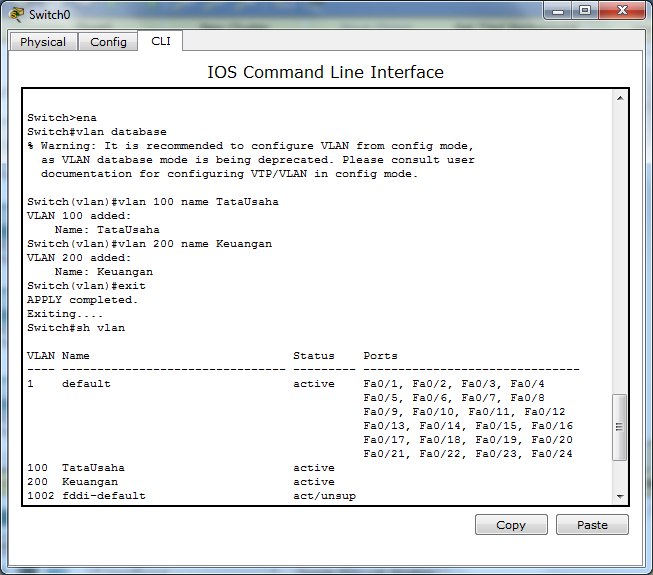 Switch0
Physical Config CLI
IOS Command Line Interface
Switch>ena
Switch#vlan database
% Warning: It is recommended to configure VLAN from config mode,
as VLAN database mode is being deprecated. Please consult user
documentation for configuring VTP/VLAN in config mode.
Switch(vlan)#vlan 100 name TataUsaha
VLAN 100 added:
Name: TataUsaha
Switch(vlan)#vlan 200 name Keuangan
VLAN 200 added:
Name: Keuangan
Switch(vlan)#exit
APPLY completed.
Exiting....
Switch#sh vlan
VLAN Name Status Ports
---- -------------------------------- --------- -------------------------------
1 default active Fa0/1, Fa0/2, Fa0/3, Fa0/4
Fa0/5, Fa0/6, Fa0/7, Fa0/8
Fa0/9, Fa0/10, Fa0/11, Fa0/12
Fa0/13, Fa0/14, Fa0/15, Fa0/16
Fa0/17, Fa0/18, Fa0/19, Fa0/20
Fa0/21, Fa0/22, Fa0/23, Fa0/24
100 TataUsaha active
200 Keuangan active
1002 fddi-default act/unsup
Copy Paste